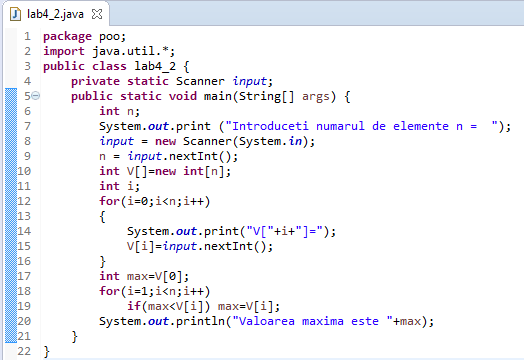 lab4_2.java
1 package poo;
2 import java.util.*;
3 public class lab4_2 {
4     private static Scanner input;
5     public static void main(String[] args) {
6         int n;
7         System.out.print ("Introduceti numarul de elemente n =  ");
8         input = new Scanner(System.in);
9         n = input.nextInt();
10         int V[]=new int[n];
11         int i;
12         for(i=0;i<n;i++)
13         {
14             System.out.print("V["+i+"]=");
15             V[i]=input.nextInt();
16         }
17         int max=V[0];
18         for(i=1;i<n;i++)
19             if(max<V[i]) max=V[i];
20         System.out.println("Valoarea maxima este "+max);
21     }
22 }